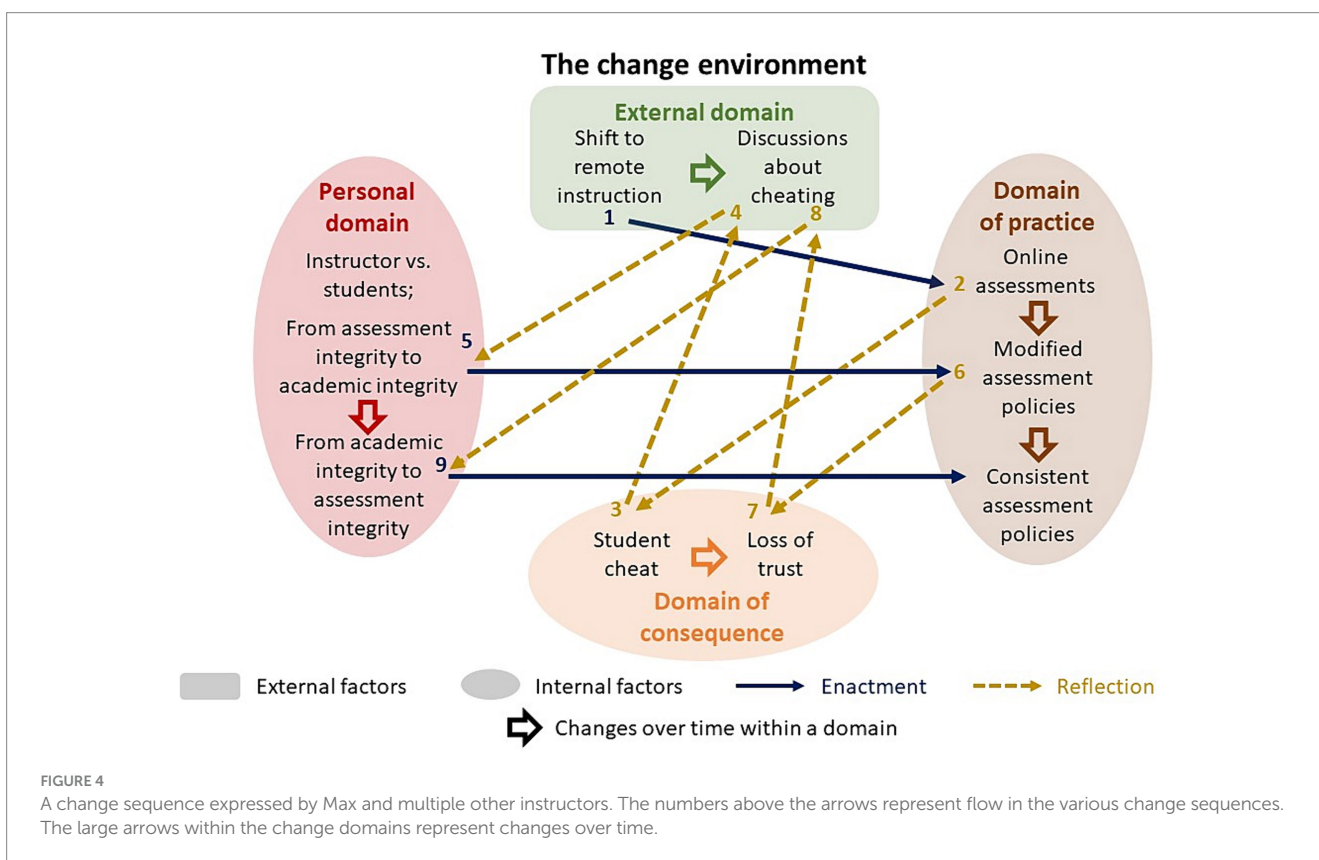 The change environment
External domain
Shift to
remote
instruction
Discussions
about
cheating
1
4
8
Personal
domain
Instructor vs.
students;
From assessment
integrity to
academic integrity
5
From academic
integrity to
assessment
integrity
9
Domain
of practice
Online
assessments
2
Modified
assessment
policies
6
Consistent
assessment
policies
3
7
Student
cheat
Loss of
trust
Domain of
consequence
External factors
Internal factors
Enactment
Reflection
Changes over time within a domain
FIGURE 4
A change sequence expressed by Max and multiple other instructors. The numbers above the arrows represent flow in the various change sequences.
The large arrows within the change domains represent changes over time.